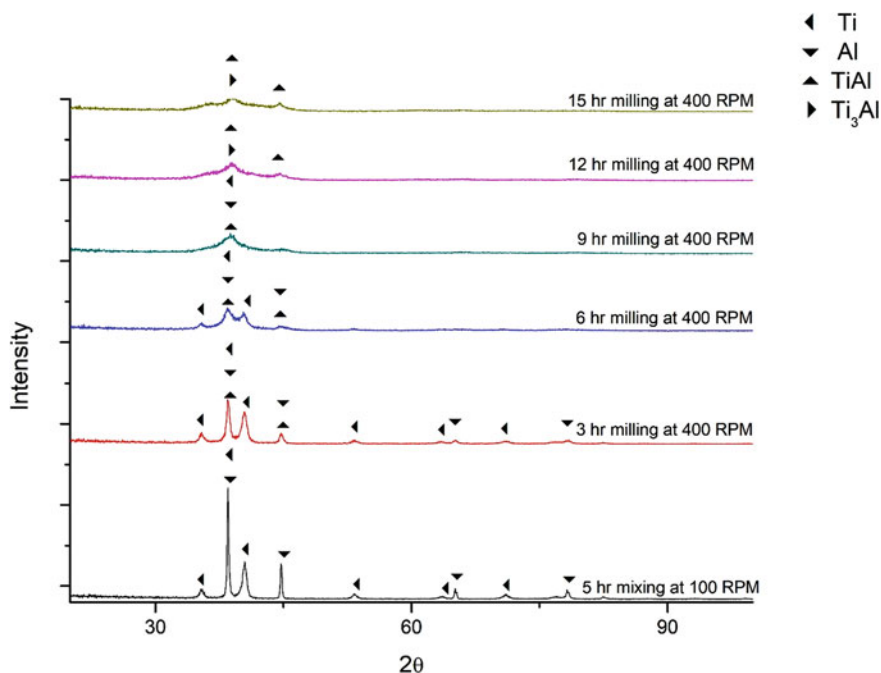 Ti
Al
TiAl
Ti₃Al
15 hr milling at 400 RPM
12 hr milling at 400 RPM
9 hr milling at 400 RPM
6 hr milling at 400 RPM
3 hr milling at 400 RPM
5 hr mixing at 100 RPM
Intensity
30
60
90
2θ